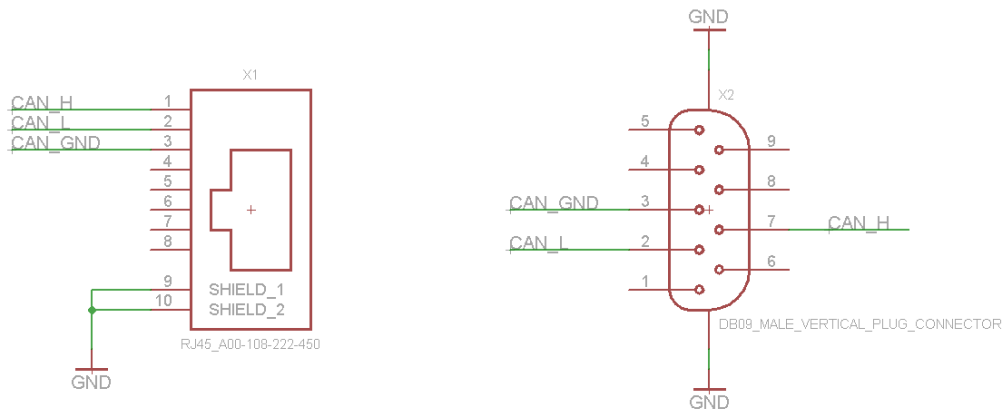 X1
CAN_H 1
CAN_L 2
CAN_GND 3
4
5
6
7
8
9 SHIELD_1
10 SHIELD_2
RJ45_A00-108-222-450
GND
GND
X2
5
9
4
8
CAN_GND 3
7 CAN_H
CAN_L 2
6
1
DB09_MALE_VERTICAL_PLUG_CONNECTOR
GND